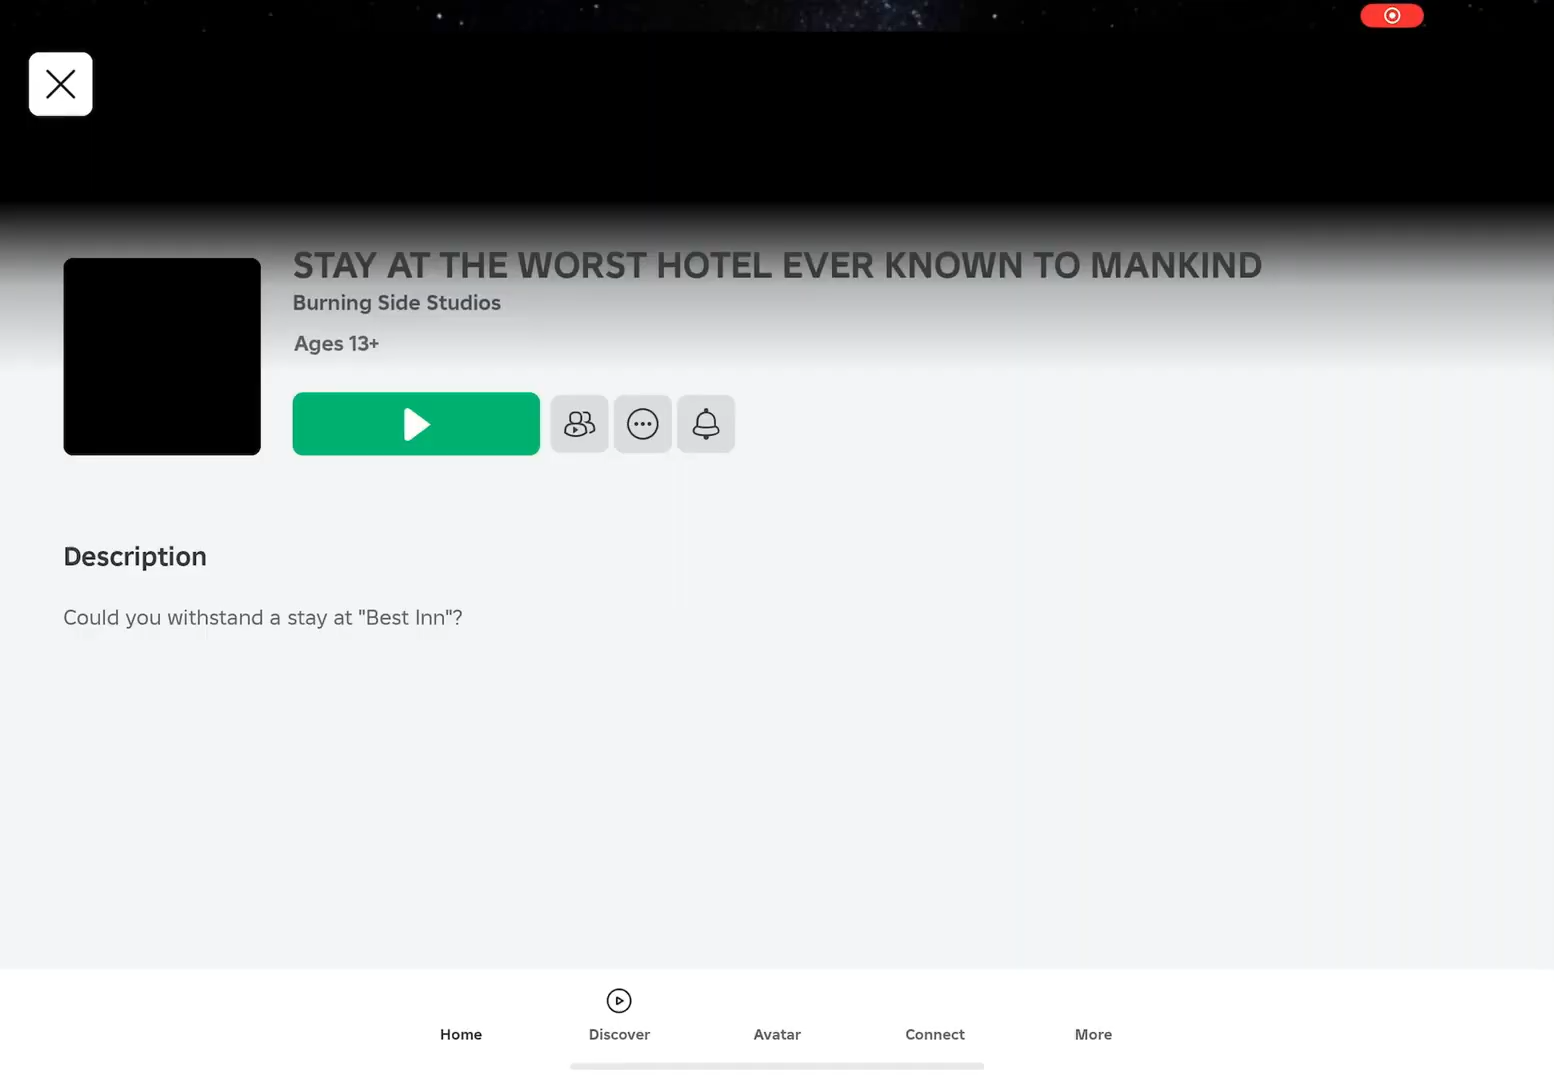 STAY AT THE WORST HOTEL EVER KNOWN TO MANKIND
Burning Side Studios
Ages 13+
Description
Could you withstand a stay at "Best Inn"?
Home
Discover
Avatar
Connect
More